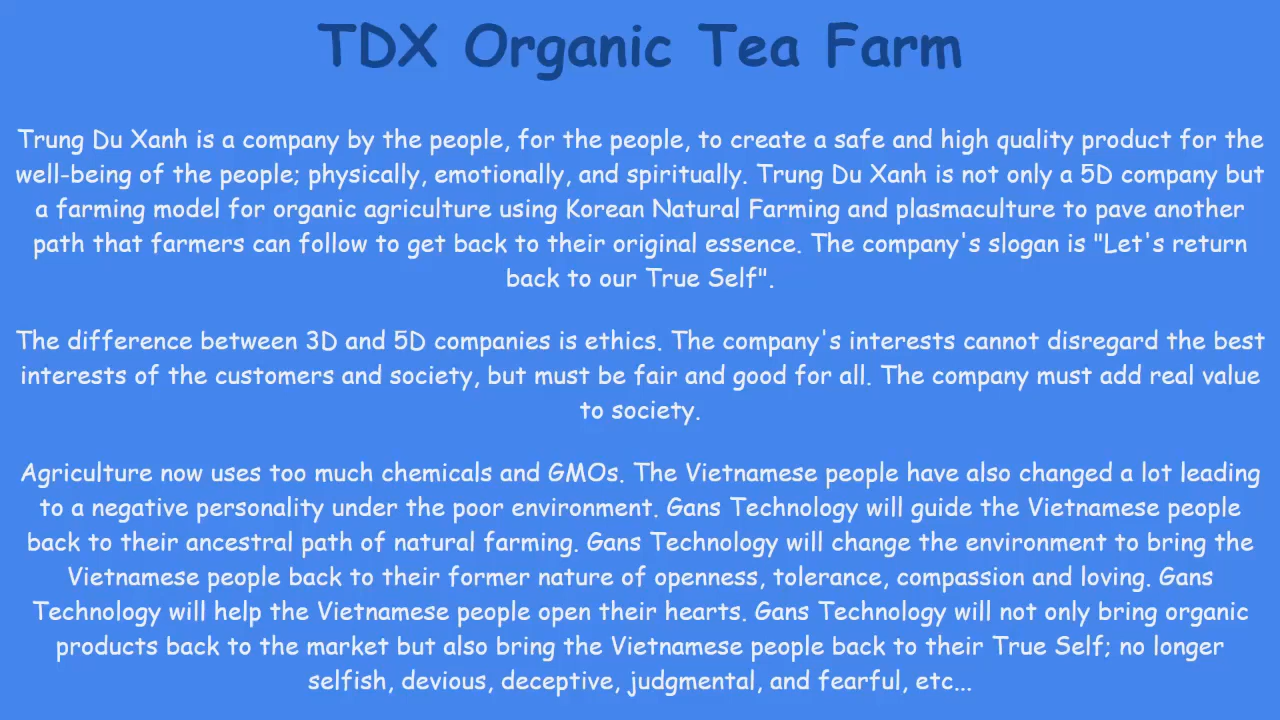 TDX Organic Tea Farm
Trung Du Xanh is a company by the people, for the people, to create a safe and high quality product for the
well-being of the people; physically, emotionally, and spiritually. Trung Du Xanh is not only a 5D company but
a farming model for organic agriculture using Korean Natural Farming and plasmaculture to pave another
path that farmers can follow to get back to their original essence. The company's slogan is "Let's return
back to our True Self".
The difference between 3D and 5D companies is ethics. The company's interests cannot disregard the best
interests of the customers and society, but must be fair and good for all. The company must add real value
to society.
Agriculture now uses too much chemicals and GMOs. The Vietnamese people have also changed a lot leading
to a negative personality under the poor environment. Gans Technology will guide the Vietnamese people
back to their ancestral path of natural farming. Gans Technology will change the environment to bring the
Vietnamese people back to their former nature of openness, tolerance, compassion and loving. Gans
Technology will help the Vietnamese people open their hearts. Gans Technology will not only bring organic
products back to the market but also bring the Vietnamese people back to their True Self; no longer
selfish, devious, deceptive, judgmental, and fearful, etc...